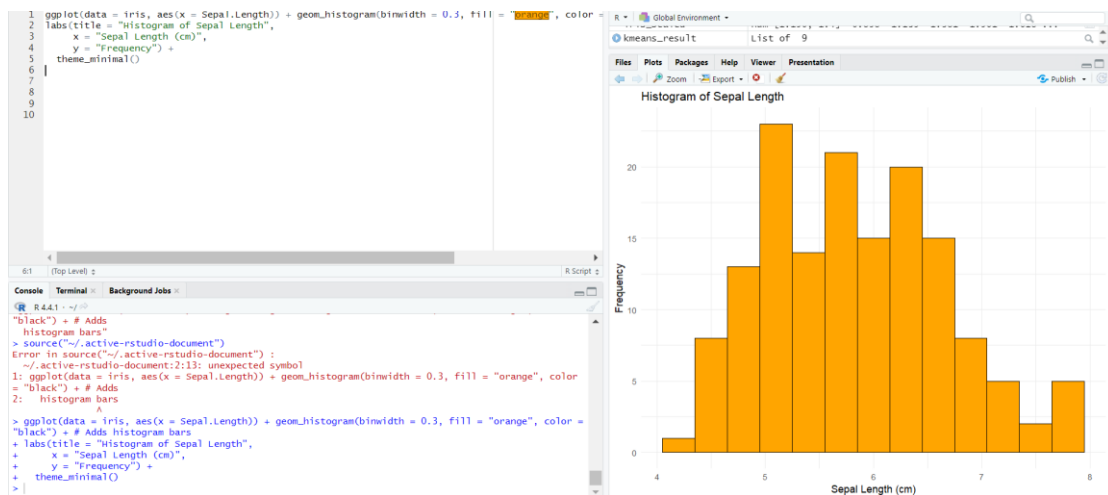 1 ggplot(data = iris, aes(x = Sepal.Length)) + geom_histogram(binwidth = 0.3, fill = "orange", color =
2 labs(title = "Histogram of Sepal Length",
3 x = "Sepal Length (cm)",
4 y = "Frequency") +
5 theme_minimal()
6
7
8
9
10
6:1 (Top Level) R Script
Console Terminal Background Jobs
R 4.4.1 · ~/
"black") + # Adds
histogram bars"
> source("~/.active-rstudio-document")
Error in source("~/.active-rstudio-document") :
~/.active-rstudio-document:2:13: unexpected symbol
1: ggplot(data = iris, aes(x = Sepal.Length)) + geom_histogram(binwidth = 0.3, fill = "orange", color
= "black") + # Adds
2: histogram bars
^
> ggplot(data = iris, aes(x = Sepal.Length)) + geom_histogram(binwidth = 0.3, fill = "orange", color =
"black") + # Adds histogram bars
+ labs(title = "Histogram of Sepal Length",
+ x = "Sepal Length (cm)",
+ y = "Frequency") +
+ theme_minimal()
>
R Global Environment
kmeans_result List of 9
Files Plots Packages Help Viewer Presentation
Zoom Export Publish
Histogram of Sepal Length
Frequency
20
15
10
5
0
4 5 6 7 8
Sepal Length (cm)